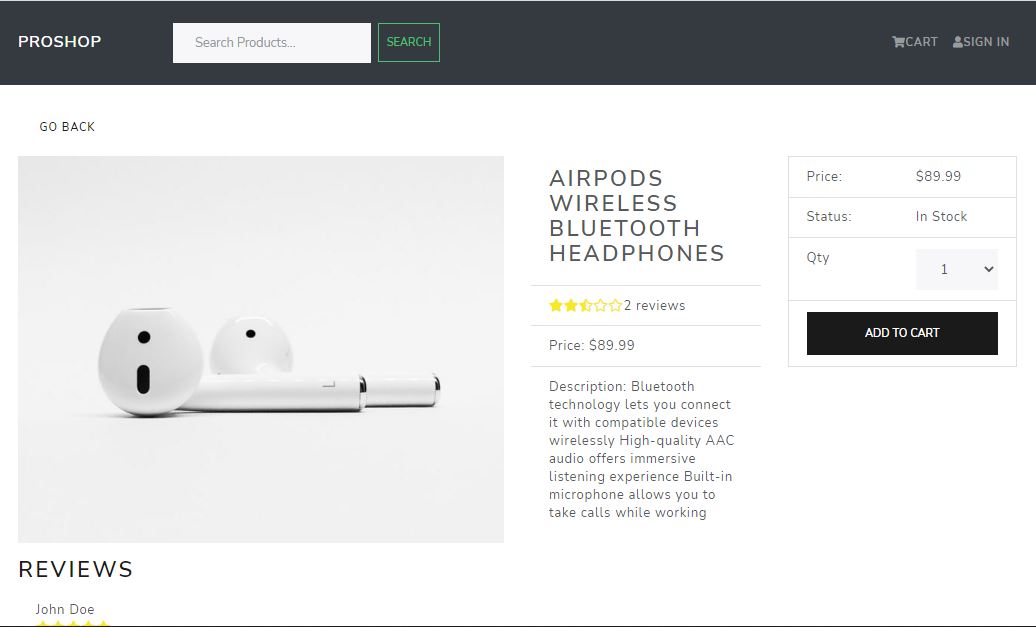 PROSHOP
Search Products...
SEARCH
CART
SIGN IN
GO BACK
AIRPODS
WIRELESS
BLUETOOTH
HEADPHONES
2 reviews
Price: $89.99
Description: Bluetooth
technology lets you connect
it with compatible devices
wirelessly High-quality AAC
audio offers immersive
listening experience Built-in
microphone allows you to
take calls while working
Price: $89.99
Status: In Stock
Qty 1
ADD TO CART
REVIEWS
John Doe